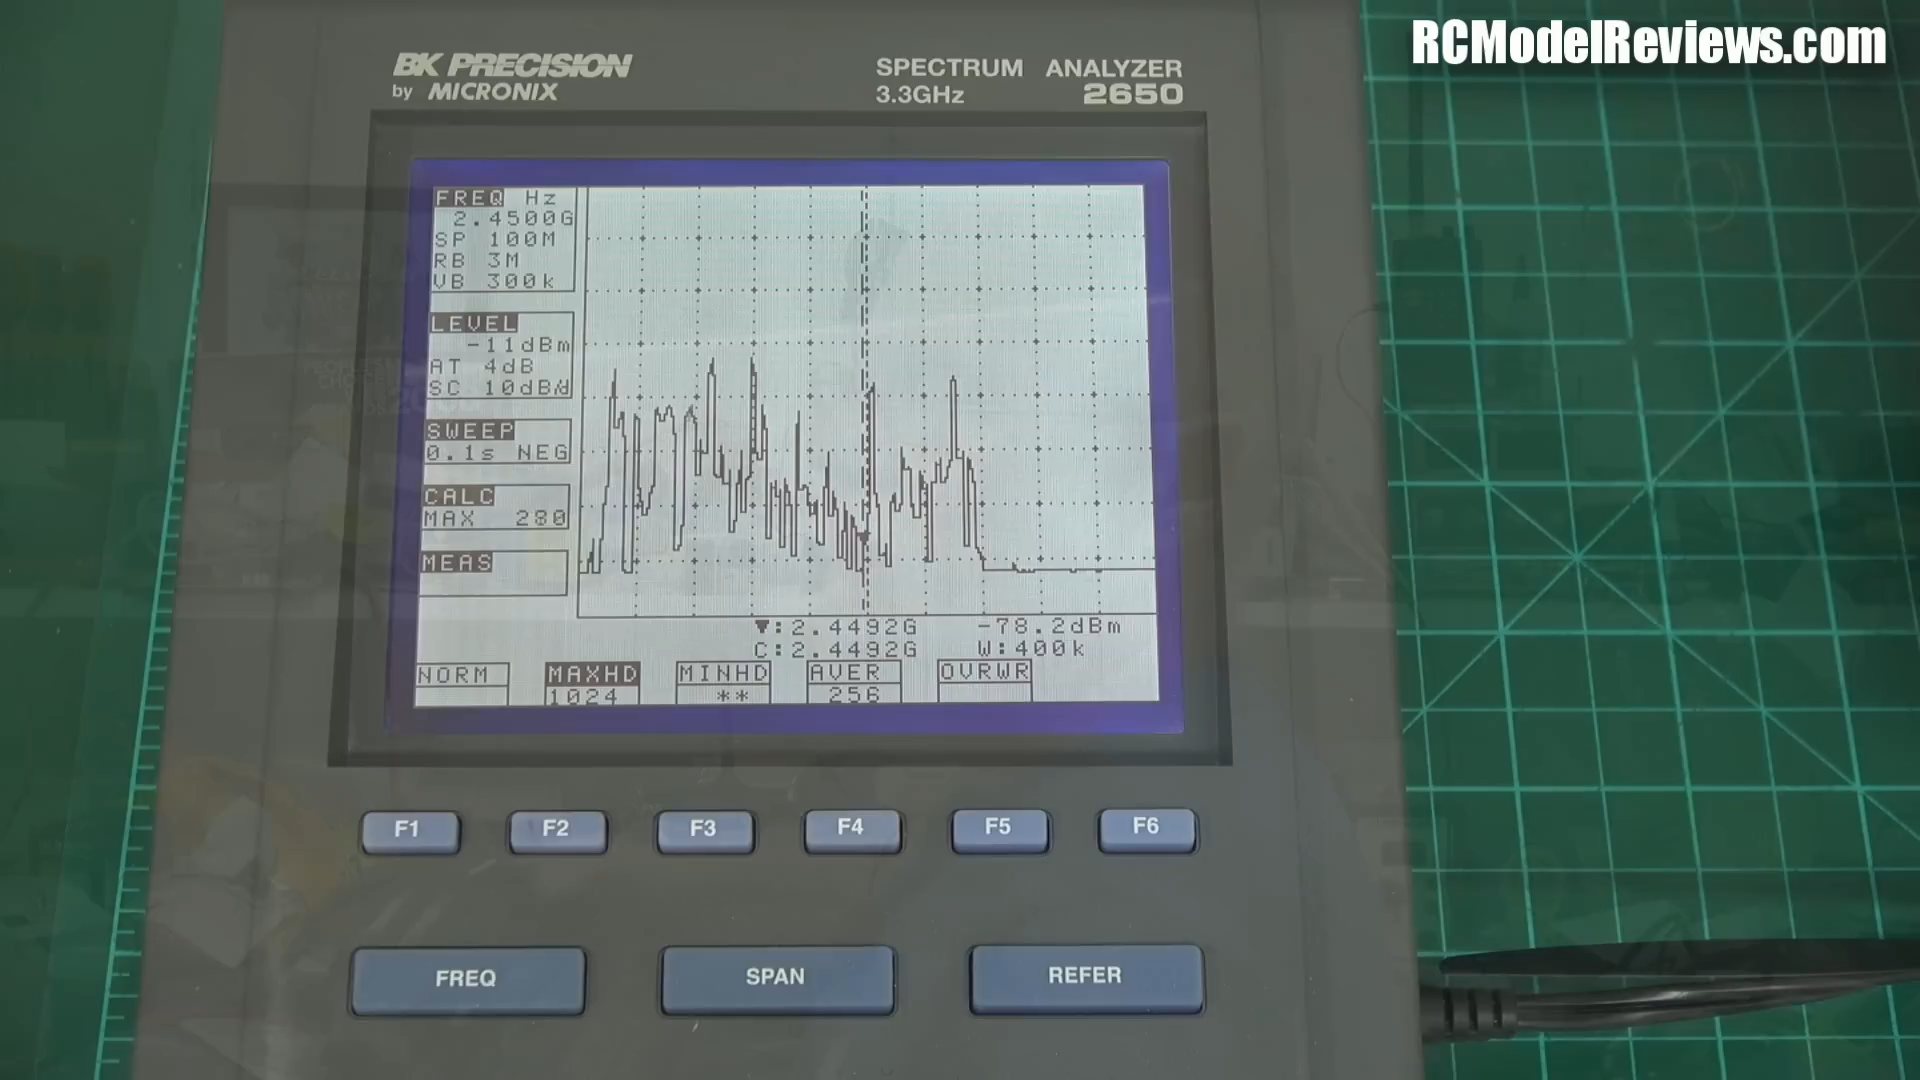 RCModelReviews.com
BK PRECISION
by MICRONIX
SPECTRUM ANALYZER
3.3GHz 2650
FREQ Hz
2.4500G
SP 100M
RB 3M
VB 300k
LEVEL
-11dBm
AT 4dB
SC 10dB/d
SWEEP
0.1s NEG
CALC
MAX 280
MEAS
▼:2.4492G -78.2dBm
C:2.4492G W:400k
NORM MAXHD MINHD AVER OVRWR
1024 ** 256
F1 F2 F3 F4 F5 F6
FREQ SPAN REFER